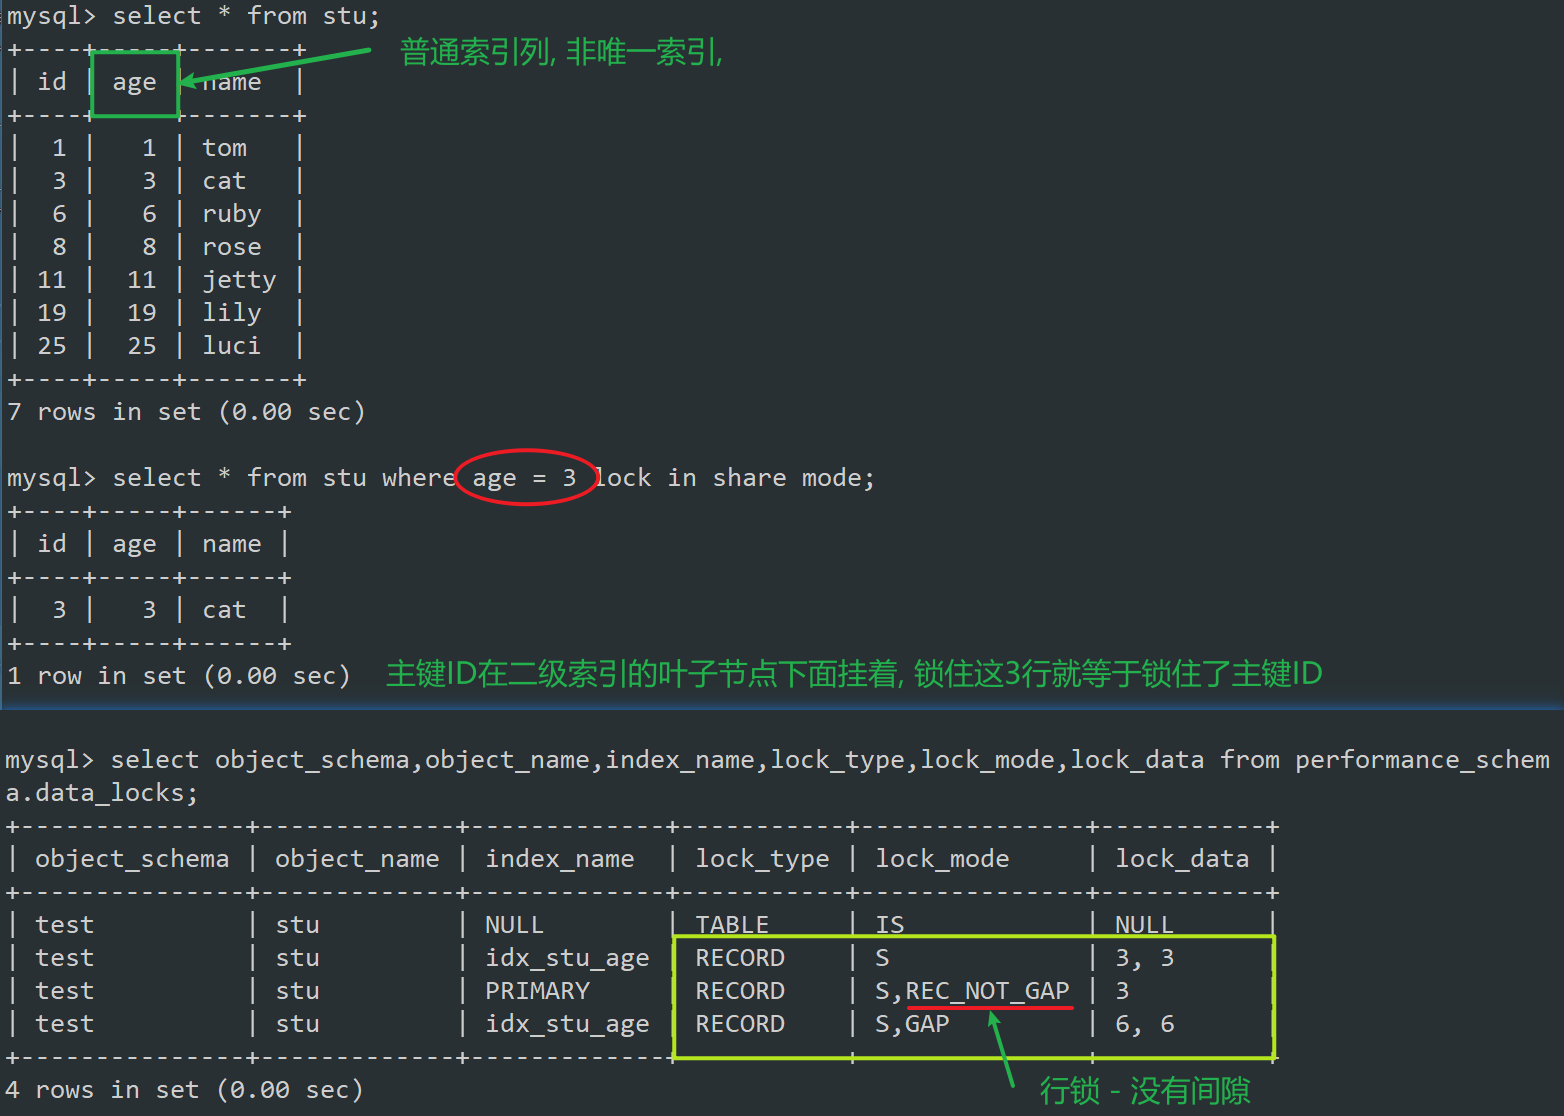 mysql> select * from stu;
+----+-----+-------+
普通索引列, 非唯一索引,
| id | age | name  |
+----+-----+-------+
|  1 |   1 | tom   |
|  3 |   3 | cat   |
|  6 |   6 | ruby  |
|  8 |   8 | rose  |
| 11 |  11 | jetty |
| 19 |  19 | lily  |
| 25 |  25 | luci  |
+----+-----+-------+
7 rows in set (0.00 sec)
mysql> select * from stu where age = 3 lock in share mode;
+----+-----+------+
| id | age | name |
+----+-----+------+
|  3 |   3 | cat  |
+----+-----+------+
1 row in set (0.00 sec)
主键ID在二级索引的叶子节点下面挂着, 锁住这3行就等于锁住了主键ID
mysql> select object_schema,object_name,index_name,lock_type,lock_mode,lock_data from performance_schem
a.data_locks;
+---------------+-------------+-------------+-----------+---------------+-----------+
| object_schema | object_name | index_name  | lock_type | lock_mode     | lock_data |
+---------------+-------------+-------------+-----------+---------------+-----------+
| test          | stu         | NULL        | TABLE     | IS            | NULL      |
| test          | stu         | idx_stu_age | RECORD    | S             | 3, 3      |
| test          | stu         | PRIMARY     | RECORD    | S,REC_NOT_GAP | 3         |
| test          | stu         | idx_stu_age | RECORD    | S,GAP         | 6, 6      |
+---------------+-------------+-------------+-----------+---------------+-----------+
4 rows in set (0.00 sec)
行锁 - 没有间隙